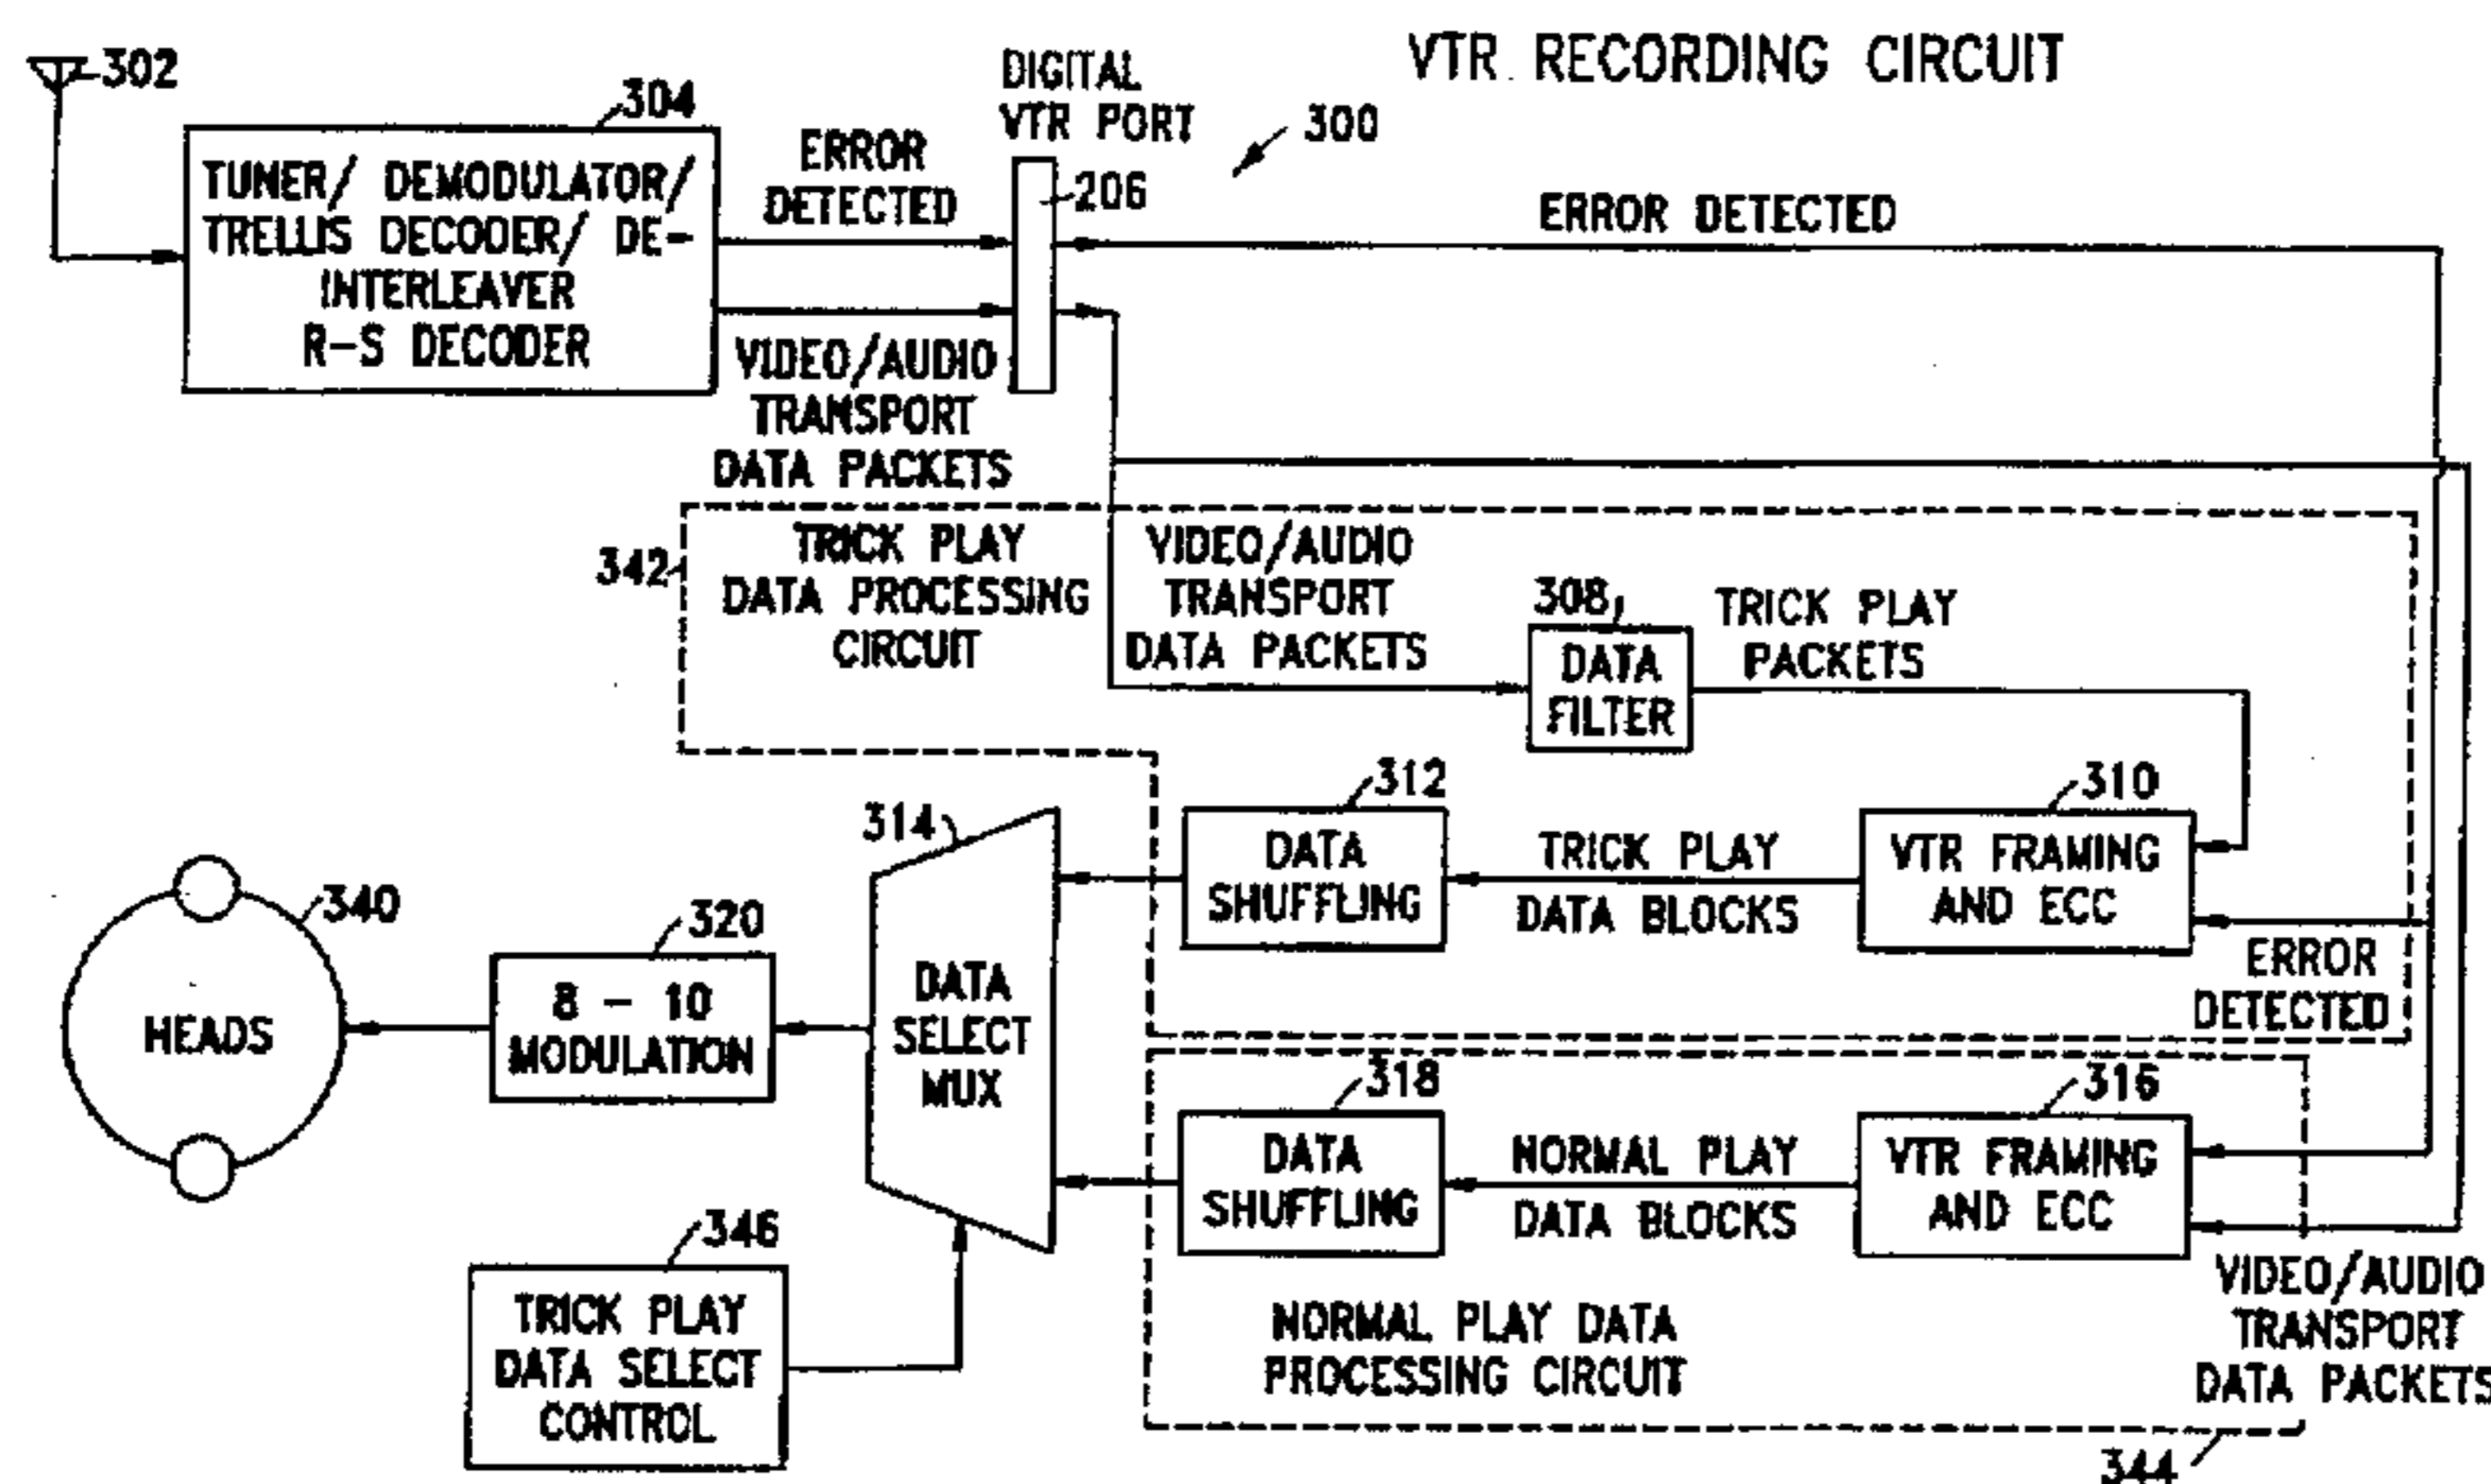 VTR RECORDING CIRCUIT
302
304
TUNER/ DEMODULATOR/
TRELLIS DECODER/ DE-
INTERLEAVER
R-S DECODER
ERROR
DETECTED
DIGITAL
VTR PORT
206
300
ERROR DETECTED
VIDEO/AUDIO
TRANSPORT
DATA PACKETS
342
TRICK PLAY
DATA PROCESSING
CIRCUIT
VIDEO/AUDIO
TRANSPORT
DATA PACKETS
308
DATA
FILTER
TRICK PLAY
PACKETS
310
VTR FRAMING
AND ECC
ERROR
DETECTED
TRICK PLAY
DATA BLOCKS
312
DATA
SHUFFLING
314
DATA
SELECT
MUX
320
8 - 10
MODULATION
340
HEADS
346
TRICK PLAY
DATA SELECT
CONTROL
318
DATA
SHUFFLING
NORMAL PLAY
DATA BLOCKS
316
VTR FRAMING
AND ECC
NORMAL PLAY DATA
PROCESSING CIRCUIT
VIDEO/AUDIO
TRANSPORT
DATA PACKETS
344